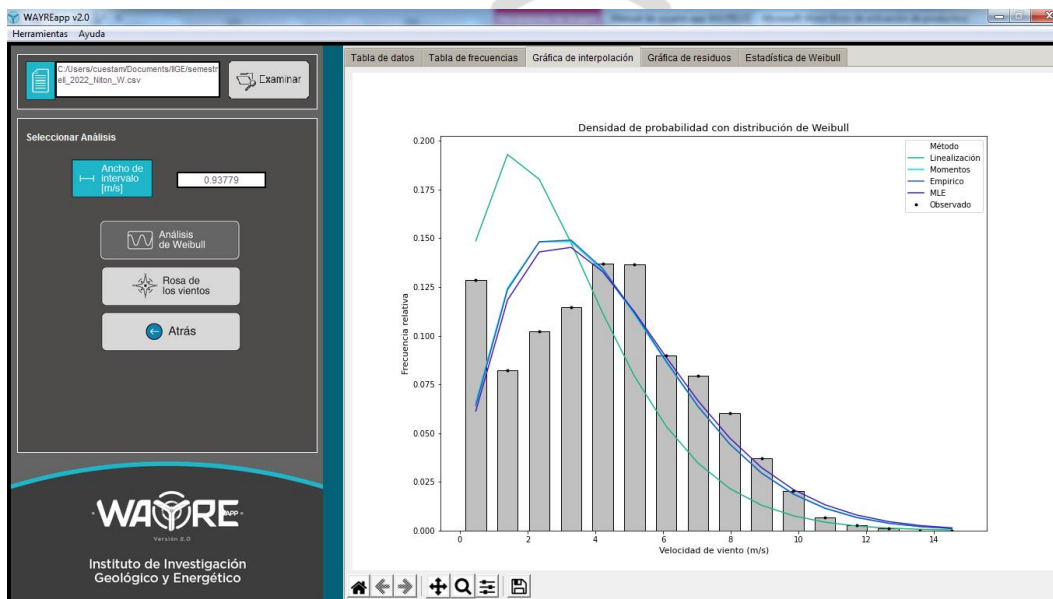 WAYREapp v2.0
Herramientas Ayuda
C:/Users/cuestam/Documents/IIGE/semestr
eII_2022_Niton_W.csv
Examinar
Seleccionar Análisis
Ancho de
intervalo
[m/s]
0.93779
Análisis
de Weibull
Rosa de
los vientos
Atrás
WAYRE APP
Versión 2.0
Instituto de Investigación
Geológico y Energético
Tabla de datos Tabla de frecuencias Gráfica de interpolación Gráfica de residuos Estadística de Weibull
Densidad de probabilidad con distribución de Weibull
Método
Linealización
Momentos
Empirico
MLE
Observado
Frecuencia relativa
0.200
0.175
0.150
0.125
0.100
0.075
0.050
0.025
0.000
0 2 4 6 8 10 12 14
Velocidad de viento (m/s)